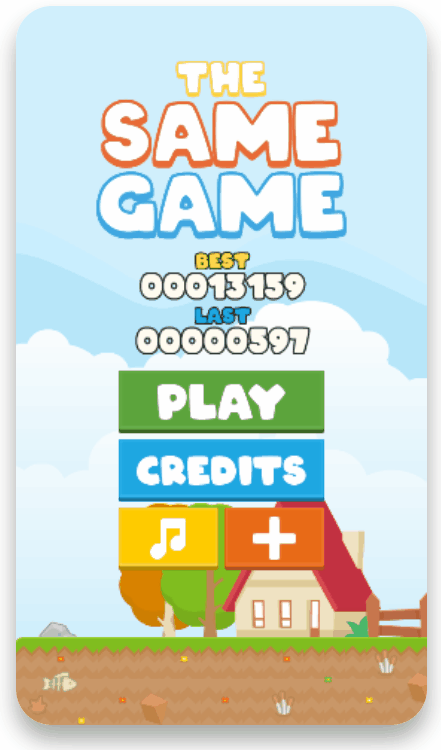 THE
SAME
GAME
BEST
00013159
LAST
00000597
PLAY
CREDITS